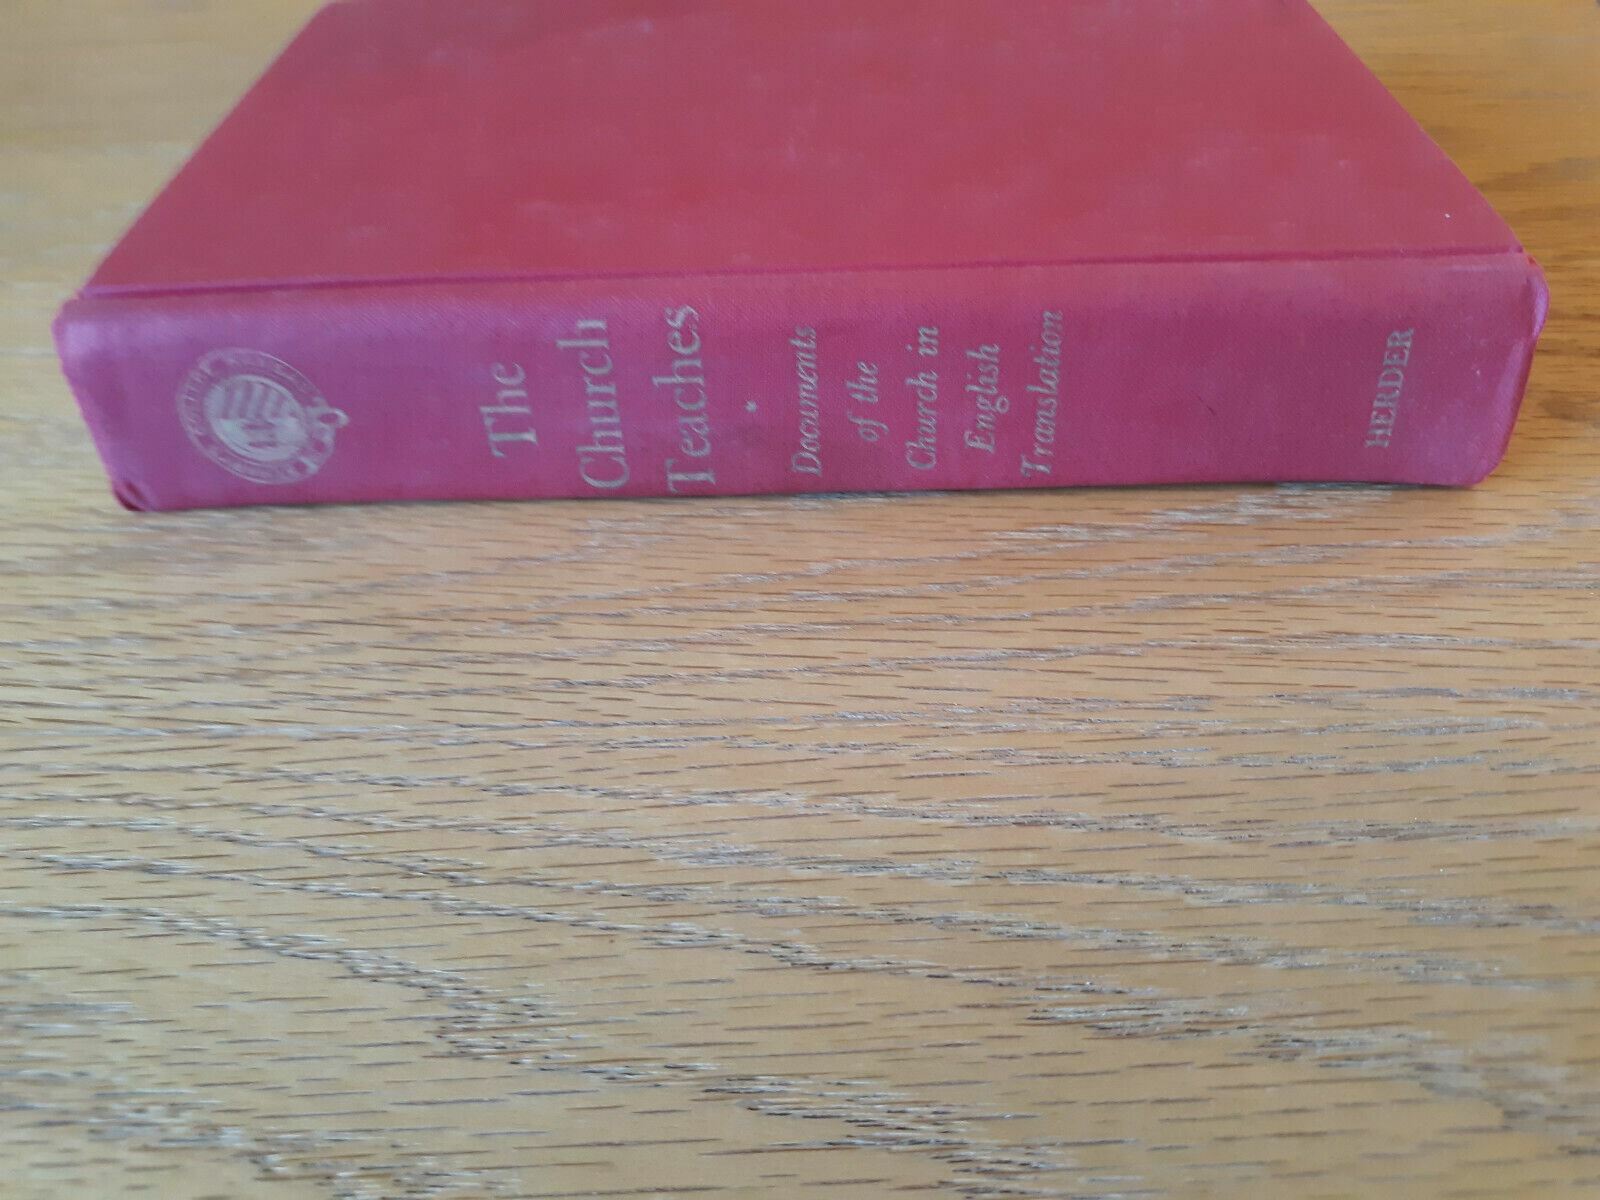 The
Church
Teaches
*
Documents
of the
Church in
English
Translation
HERDER